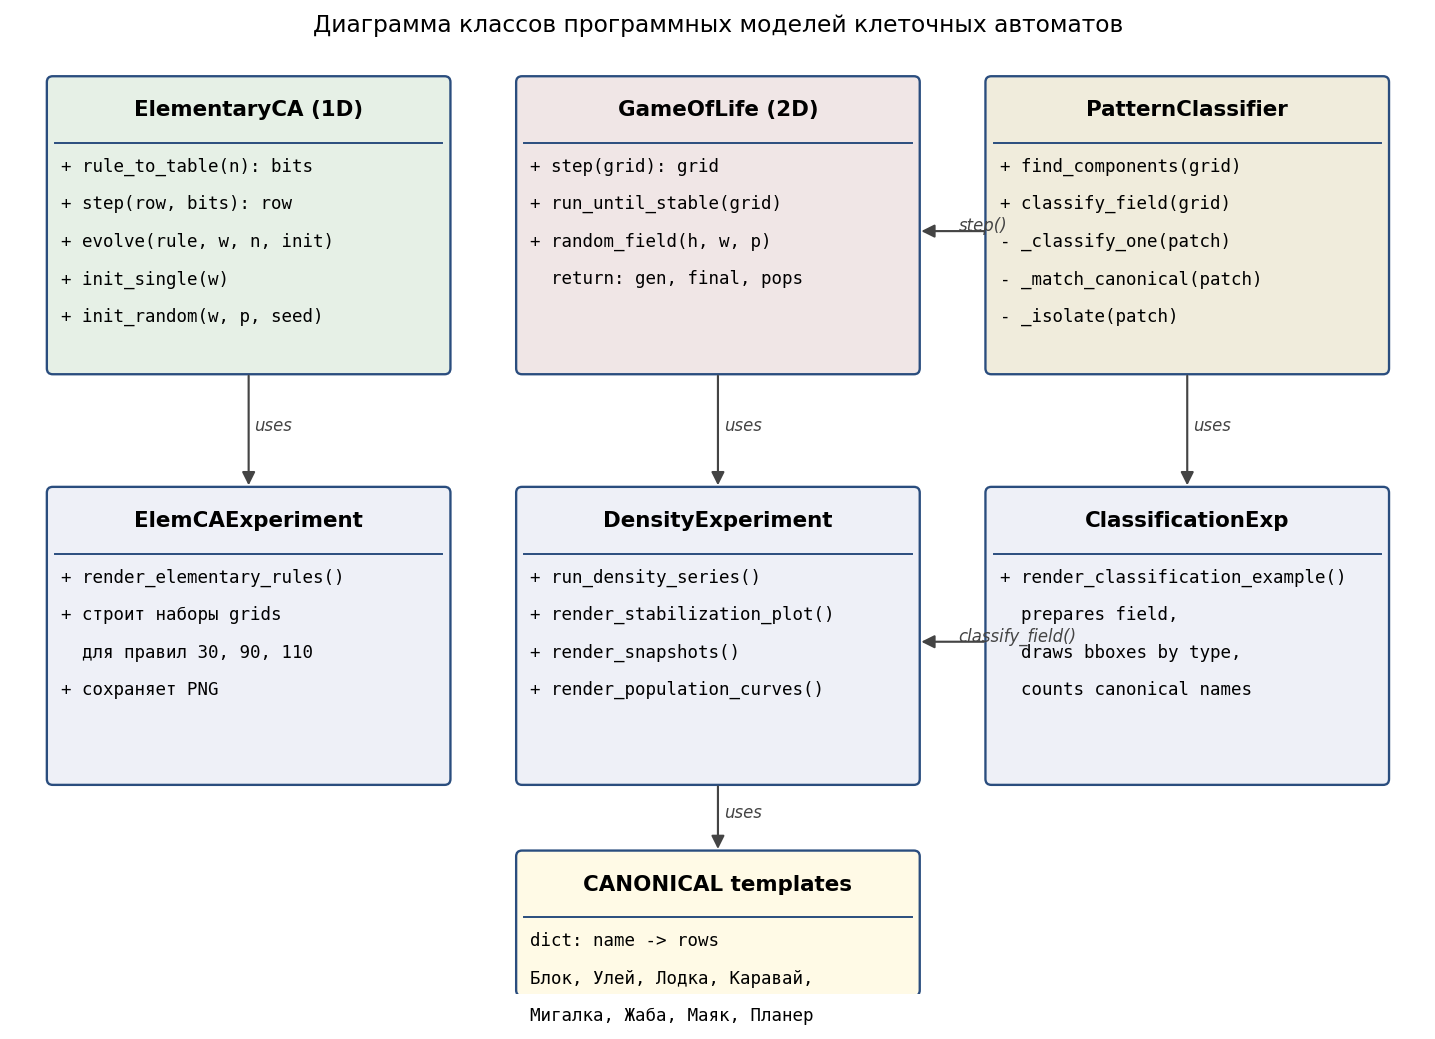 Диаграмма классов программных моделей клеточных автоматов
ElementaryCA (1D)
+ rule_to_table(n): bits
+ step(row, bits): row
+ evolve(rule, w, n, init)
+ init_single(w)
+ init_random(w, p, seed)
GameOfLife (2D)
+ step(grid): grid
+ run_until_stable(grid)
+ random_field(h, w, p)
return: gen, final, pops
step()
PatternClassifier
+ find_components(grid)
+ classify_field(grid)
- _classify_one(patch)
- _match_canonical(patch)
- _isolate(patch)
uses
uses
uses
ElemCAExperiment
+ render_elementary_rules()
+ строит наборы grids
для правил 30, 90, 110
+ сохраняет PNG
DensityExperiment
+ run_density_series()
+ render_stabilization_plot()
+ render_snapshots()
+ render_population_curves()
classify_field()
ClassificationExp
+ render_classification_example()
prepares field,
draws bboxes by type,
counts canonical names
uses
CANONICAL templates
dict: name -> rows
Блок, Улей, Лодка, Каравай,
Мигалка, Жаба, Маяк, Планер